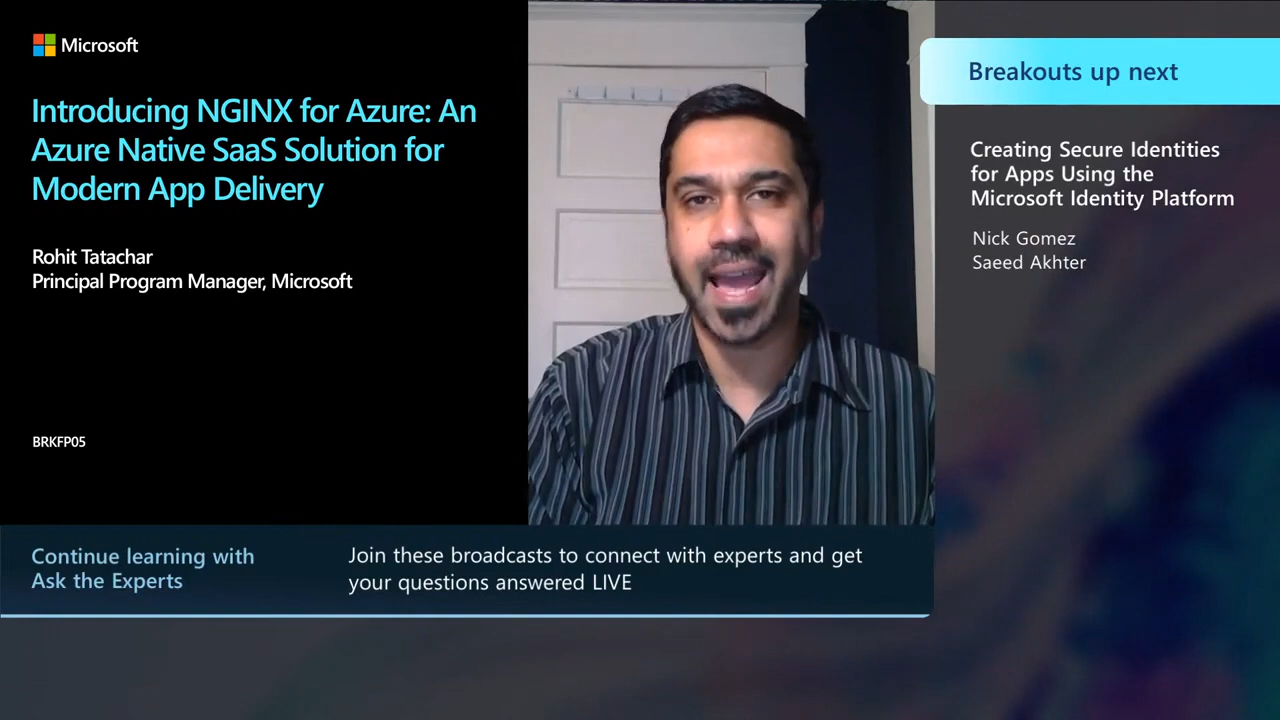 Microsoft
Introducing NGINX for Azure: An
Azure Native SaaS Solution for
Modern App Delivery
Rohit Tatachar
Principal Program Manager, Microsoft
BRKFP05
Breakouts up next
Creating Secure Identities
for Apps Using the
Microsoft Identity Platform
Nick Gomez
Saeed Akhter
Continue learning with
Ask the Experts
Join these broadcasts to connect with experts and get
your questions answered LIVE